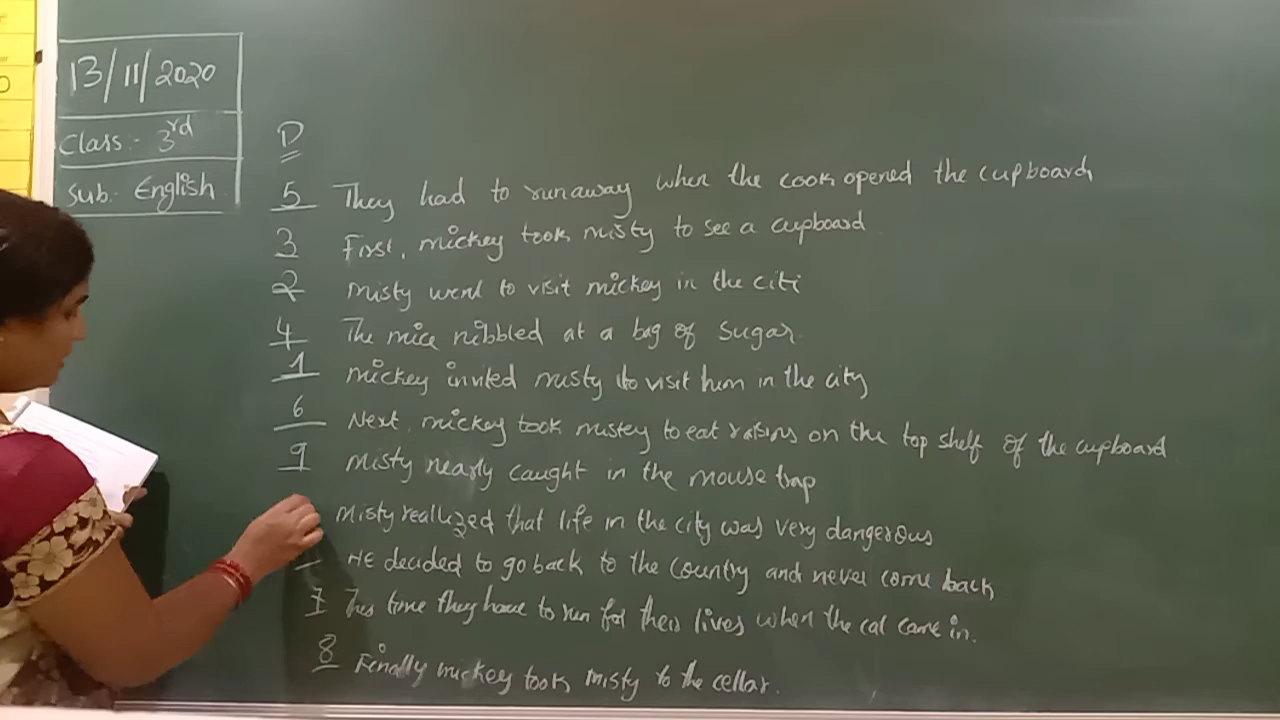 13/11/2020
Class:- 3rd
Sub. English
D
5 They had to runaway when the cook opened the cupboard
3 First, mickey took misty to see a cupboard
2 misty went to visit mickey in the citi
4 The mice nibbled at a bag of sugar.
1 mickey invited misty to visit him in the city
6 Next, mickey took mistey to eat raisins on the top shelf of the cupboard
9 Misty nearly caught in the mouse trap
Misty realized that life in the city was very dangerous
He decided to go back to the country and never come back
7 This time they have to run for their lives when the cat came in.
8 Finally mickey took misty to the cellar.